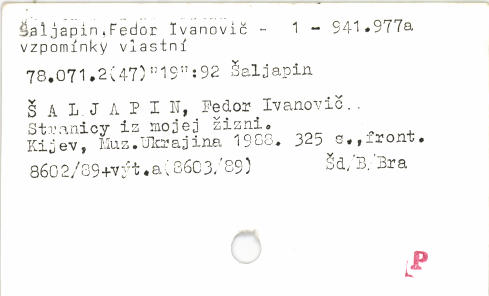 Šaljapin.Fedor Ivanovič - 1 - 941.977a
vzpomínky vlastní
78.071.2(47)"19":92 Šaljapin
Š A L J A P I N, Fedor Ivanovič..
Stranicy iz mojej žizni.
Kijev, Muz.Ukrajina 1988. 325 s.,front.
8602/89+výt.a(8603/89) Šd/B/Bra
P